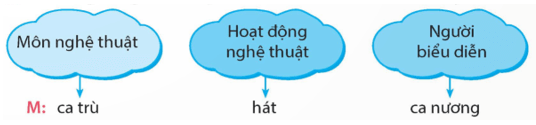 Môn nghệ thuật
Hoạt động
nghệ thuật
Người
biểu diễn
M: ca trù
hát
ca nương